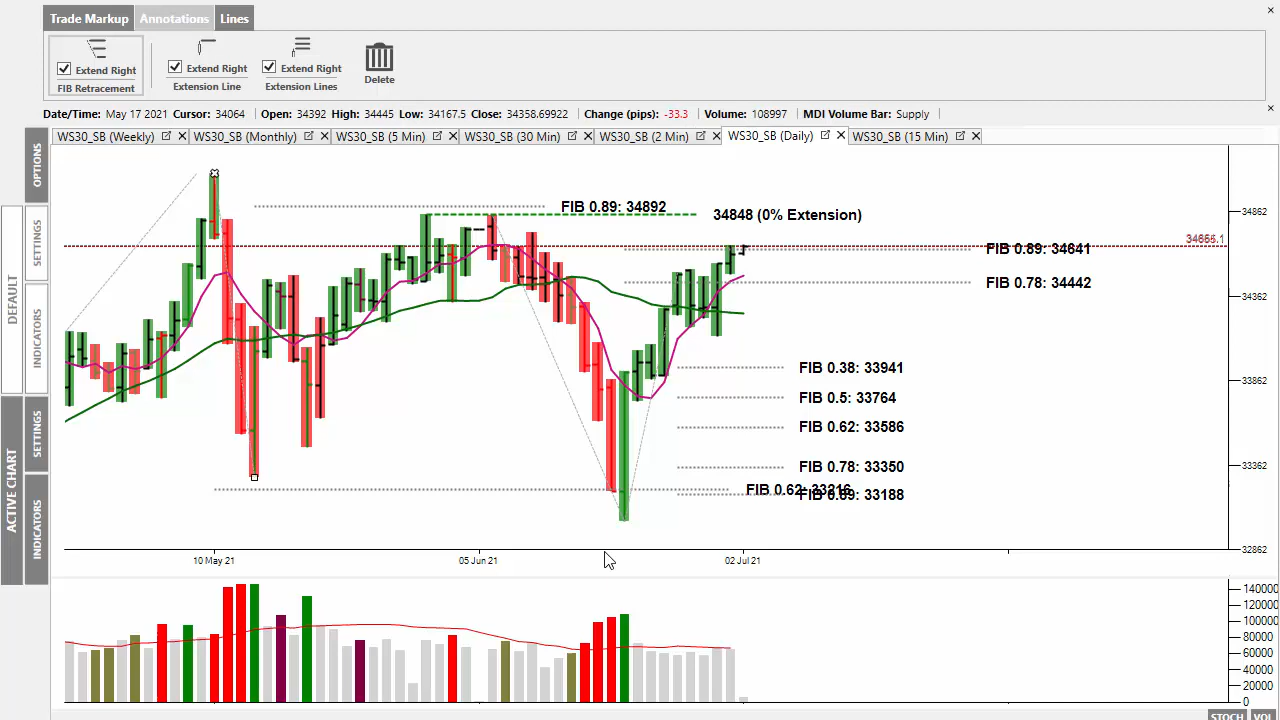 Trade Markup Annotations Lines
Extend Right
FIB Retracement
Extend Right
Extension Line
Extend Right
Extension Lines
Delete
Date/Time: May 17 2021 Cursor: 34064 Open: 34392 High: 34445 Low: 34167.5 Close: 34358.69922 Change (pips): -33.3 Volume: 108997 MDI Volume Bar: Supply
WS30_SB (Weekly) WS30_SB (Monthly) WS30_SB (5 Min) WS30_SB (30 Min) WS30_SB (2 Min) WS30_SB (Daily) WS30_SB (15 Min)
OPTIONS
DEFAULT
SETTINGS
INDICATORS
ACTIVE CHART
SETTINGS
INDICATORS
FIB 0.89: 34892
34848 (0% Extension)
34862
FIB 0.89: 34641
FIB 0.78: 34442
34362
FIB 0.38: 33941
33862
FIB 0.5: 33764
FIB 0.62: 33586
FIB 0.78: 33350
33362
FIB 0.62: 33216
FIB 0.89: 33188
32862
10 May 21 05 Jun 21 02 Jul 21
140000
120000
100000
80000
60000
40000
20000
STOCH VOL